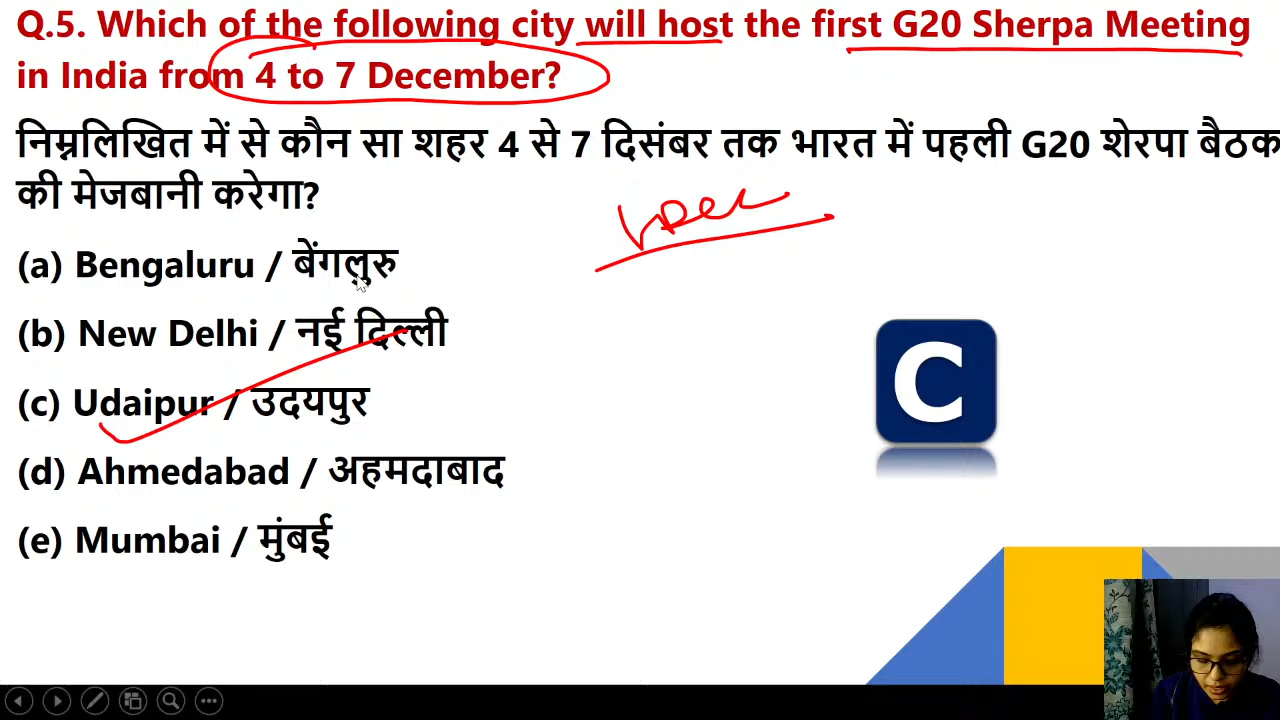 Q.5. Which of the following city will host the first G20 Sherpa Meeting
in India from 4 to 7 December?
निम्नलिखित में से कौन सा शहर 4 से 7 दिसंबर तक भारत में पहली G20 शेरपा बैठक
की मेजबानी करेगा?
(a) Bengaluru / बेंगलुरु
(b) New Delhi / नई दिल्ली
(c) Udaipur / उदयपुर
C
(d) Ahmedabad / अहमदाबाद
(e) Mumbai / मुंबई